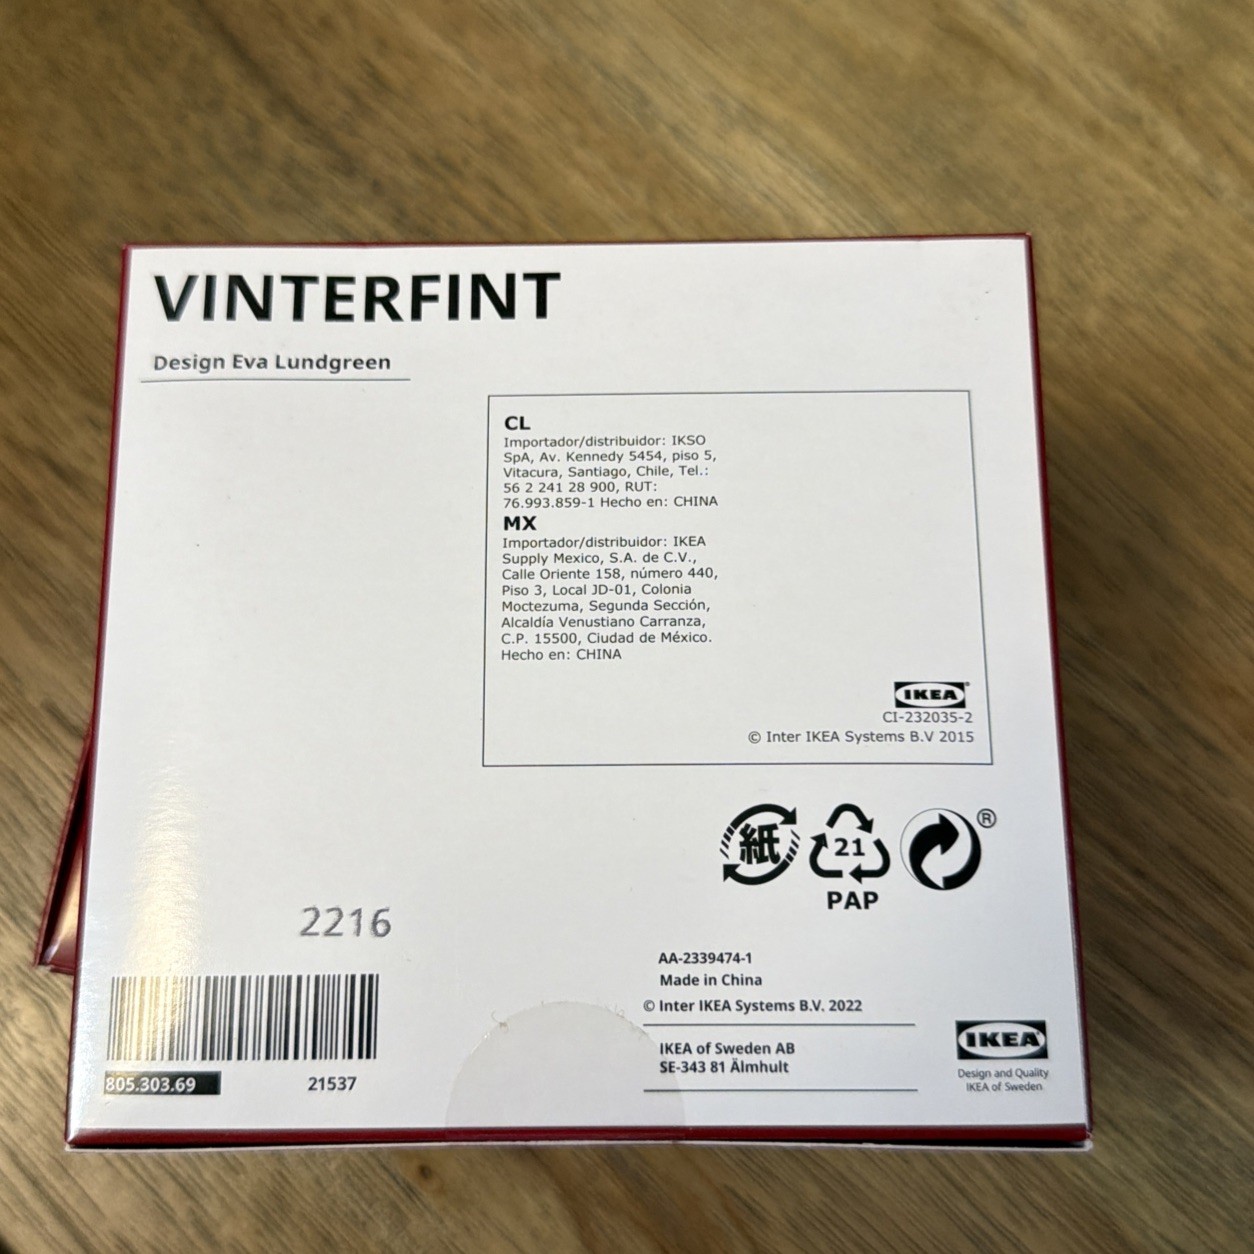 VINTERFINT
Design Eva Lundgreen
CL
Importador/distribuidor: IKSO
SpA, Av. Kennedy 5454, piso 5,
Vitacura, Santiago, Chile, Tel.:
56 2 241 28 900, RUT:
76.993.859-1 Hecho en: CHINA
MX
Importador/distribuidor: IKEA
Supply Mexico, S.A. de C.V.,
Calle Oriente 158, número 440,
Piso 3, Local JD-01, Colonia
Moctezuma, Segunda Sección,
Alcaldía Venustiano Carranza,
C.P. 15500, Ciudad de México.
Hecho en: CHINA
IKEA®
CI-232035-2
© Inter IKEA Systems B.V 2015
紙
21
PAP
®
2216
805.303.69
21537
AA-2339474-1
Made in China
© Inter IKEA Systems B.V. 2022
IKEA of Sweden AB
SE-343 81 Älmhult
IKEA
Design and Quality
IKEA of Sweden